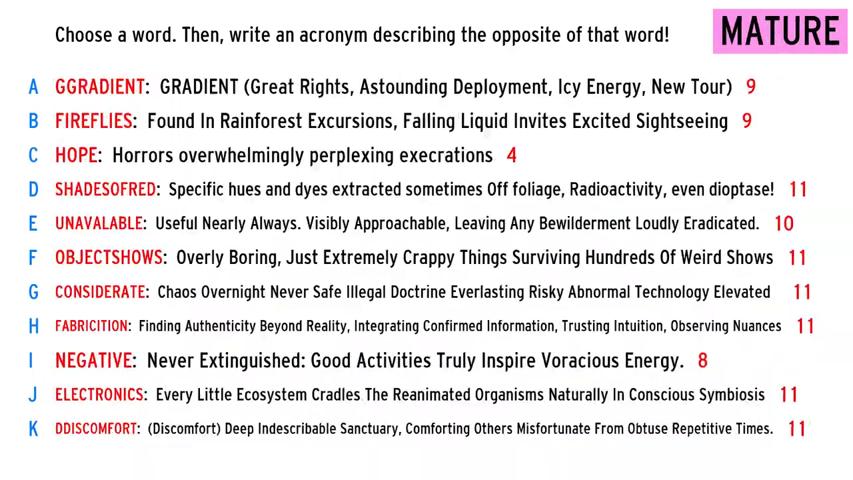 Choose a word. Then, write an acronym describing the opposite of that word!
MATURE
A GGRADIENT: GRADIENT (Great Rights, Astounding Deployment, Icy Energy, New Tour) 9
B FIREFLIES: Found In Rainforest Excursions, Falling Liquid Invites Excited Sightseeing 9
C HOPE: Horrors overwhelmingly perplexing execrations 4
D SHADESOFRED: Specific hues and dyes extracted sometimes Off foliage, Radioactivity, even dioptase! 11
E UNAVALABLE: Useful Nearly Always. Visibly Approachable, Leaving Any Bewilderment Loudly Eradicated. 10
F OBJECTSHOWS: Overly Boring, Just Extremely Crappy Things Surviving Hundreds Of Weird Shows 11
G CONSIDERATE: Chaos Overnight Never Safe Illegal Doctrine Everlasting Risky Abnormal Technology Elevated 11
H FABRICITION: Finding Authenticity Beyond Reality, Integrating Confirmed Information, Trusting Intuition, Observing Nuances 11
I NEGATIVE: Never Extinguished: Good Activities Truly Inspire Voracious Energy. 8
J ELECTRONICS: Every Little Ecosystem Cradles The Reanimated Organisms Naturally In Conscious Symbiosis 11
K DDISCOMFORT: (Discomfort) Deep Indescribable Sanctuary, Comforting Others Misfortunate From Obtuse Repetitive Times. 11